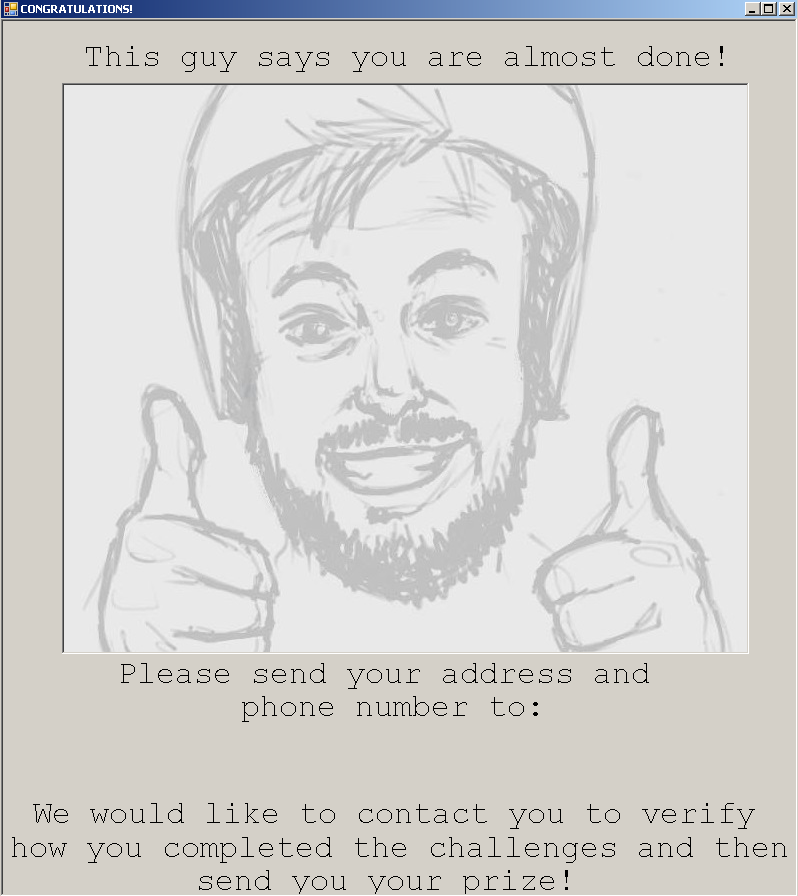 CONGRATULATIONS!
This guy says you are almost done!
Please send your address and
phone number to:
We would like to contact you to verify
how you completed the challenges and then
send you your prize!